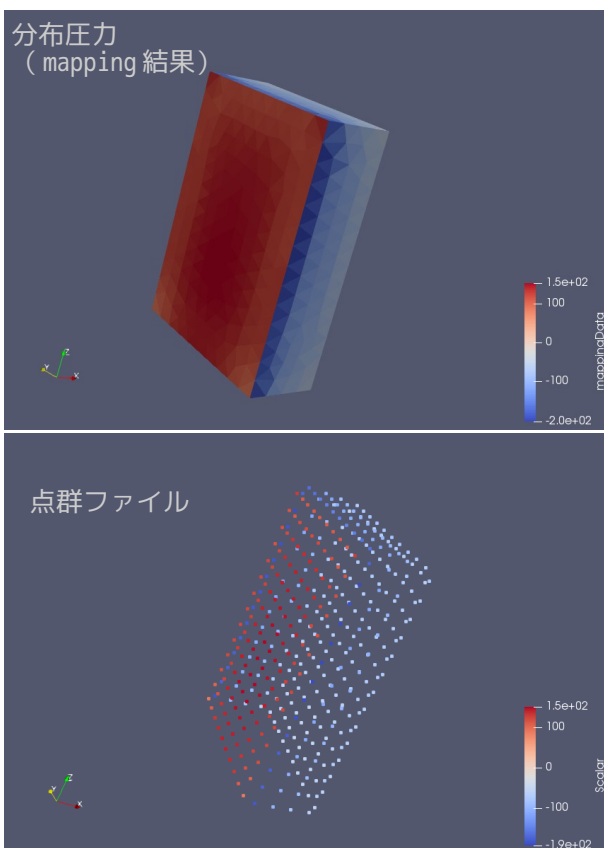 分布圧力
（mapping 結果）
1.5e+02
100
0
-100
-2.0e+02
mappingData
Z
Y
X
点群ファイル
1.5e+02
100
0
-100
-1.9e+02
Scalar
Z
Y
X